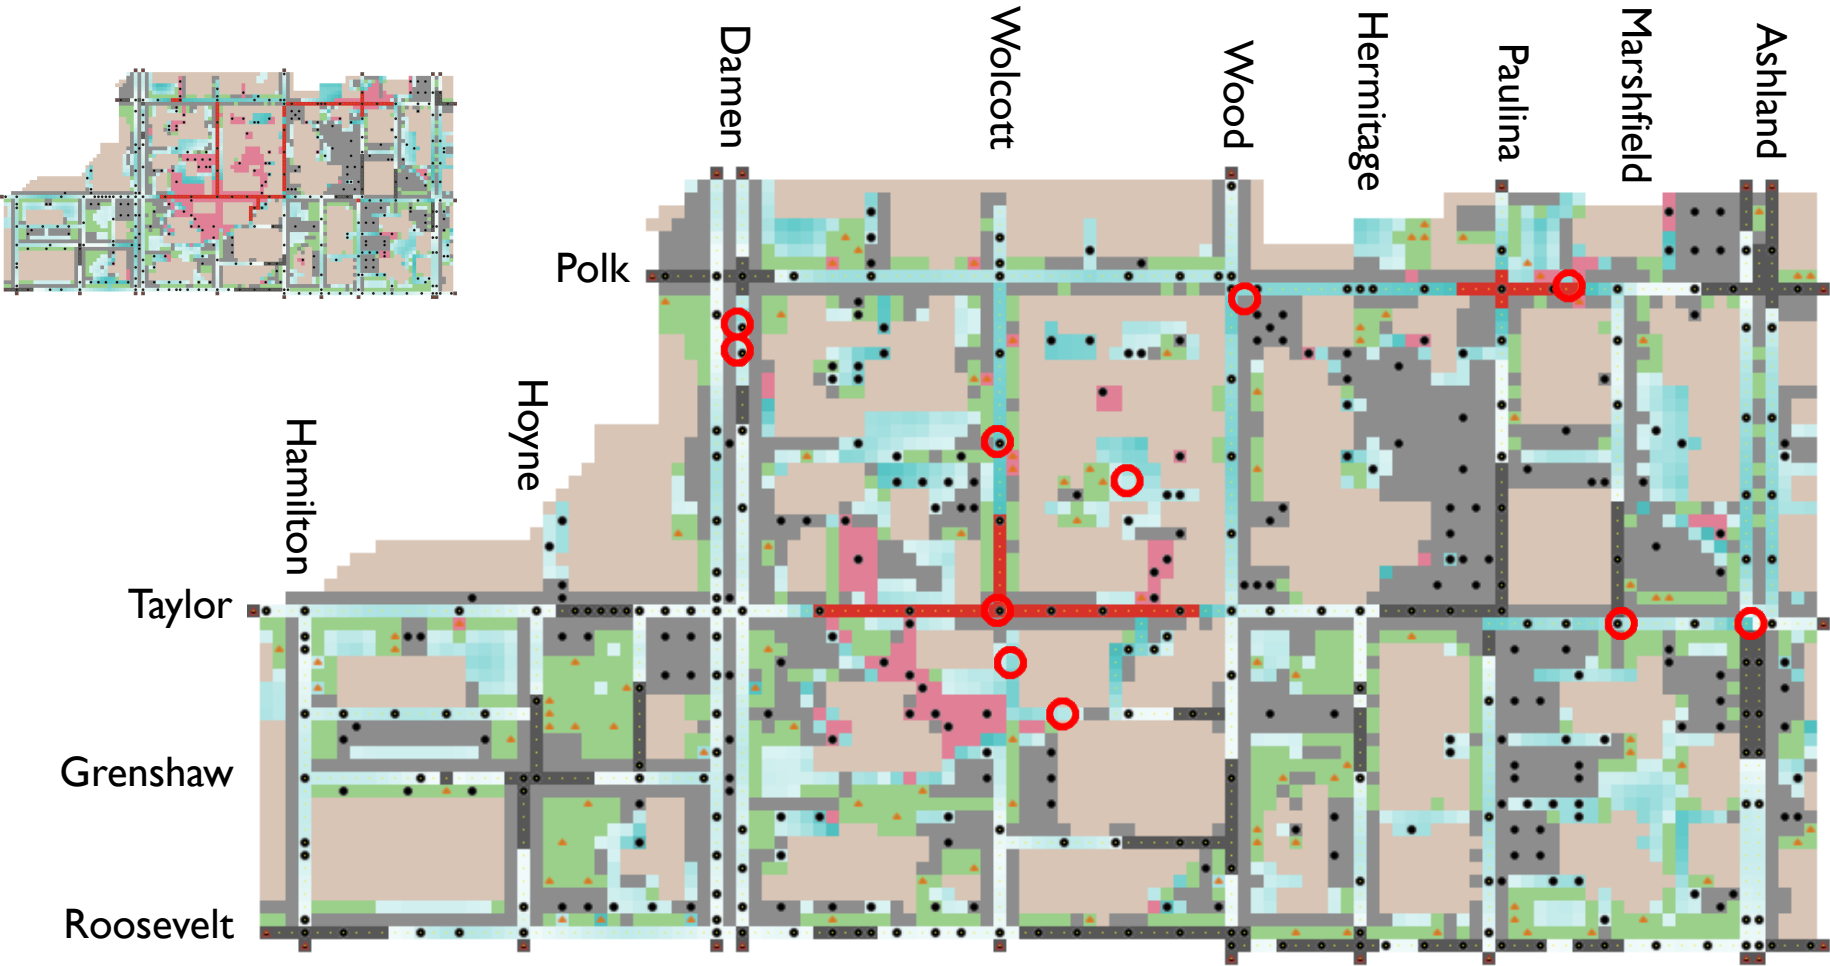 Damen
Wolcott
Wood
Hermitage
Paulina
Marshfield
Ashland
Polk
Hoyne
Hamilton
Taylor
Grenshaw
Roosevelt